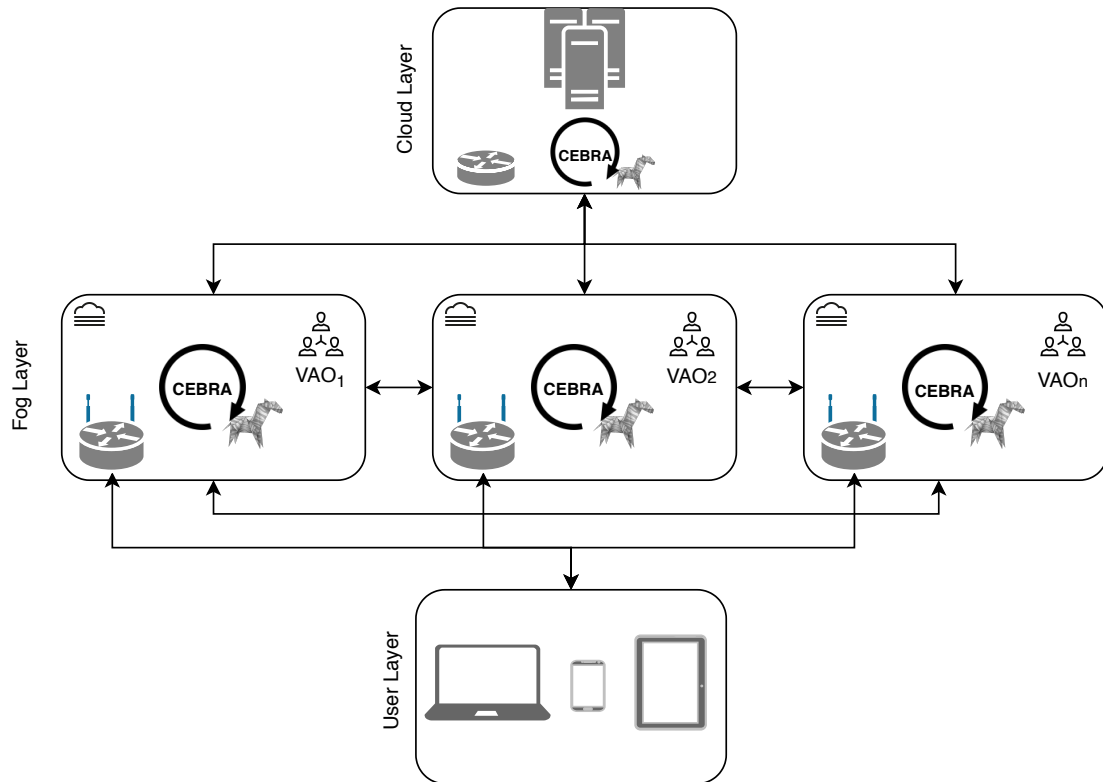 Cloud Layer
CEBRA
Fog Layer
CEBRA
VAO1
CEBRA
VAO2
CEBRA
VAOn
User Layer